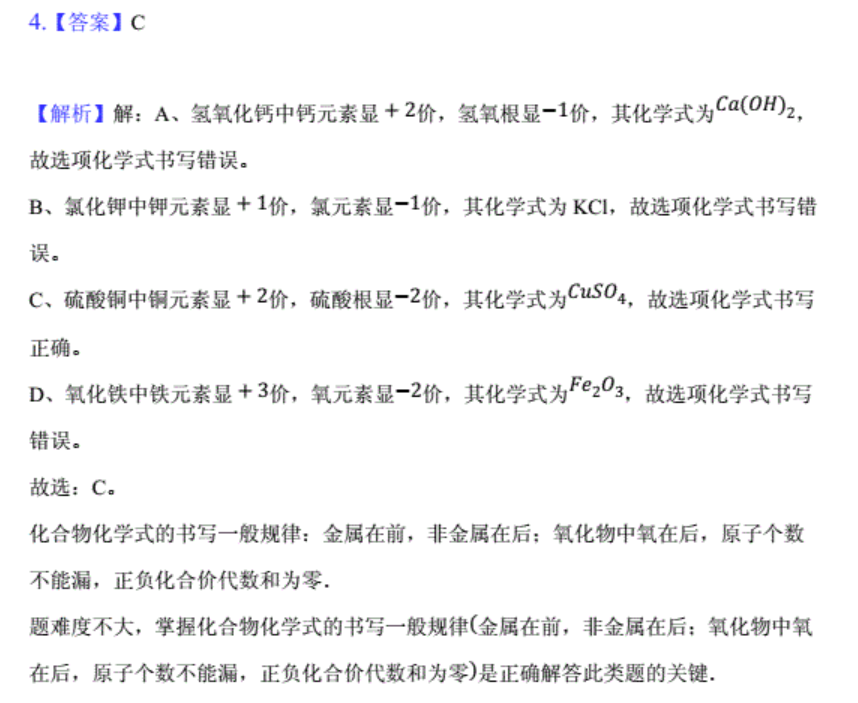 4.【答案】C
【解析】解：A、氢氧化钙中钙元素显＋2价，氢氧根显−1价，其化学式为Ca(OH)₂，
故选项化学式书写错误。
B、氯化钾中钾元素显＋1价，氯元素显−1价，其化学式为 KCl，故选项化学式书写错
误。
C、硫酸铜中铜元素显＋2价，硫酸根显−2价，其化学式为CuSO₄，故选项化学式书写
正确。
D、氧化铁中铁元素显＋3价，氧元素显−2价，其化学式为Fe₂O₃，故选项化学式书写
错误。
故选：C。
化合物化学式的书写一般规律：金属在前，非金属在后；氧化物中氧在后，原子个数
不能漏，正负化合价代数和为零．
题难度不大，掌握化合物化学式的书写一般规律(金属在前，非金属在后；氧化物中氧
在后，原子个数不能漏，正负化合价代数和为零)是正确解答此类题的关键．